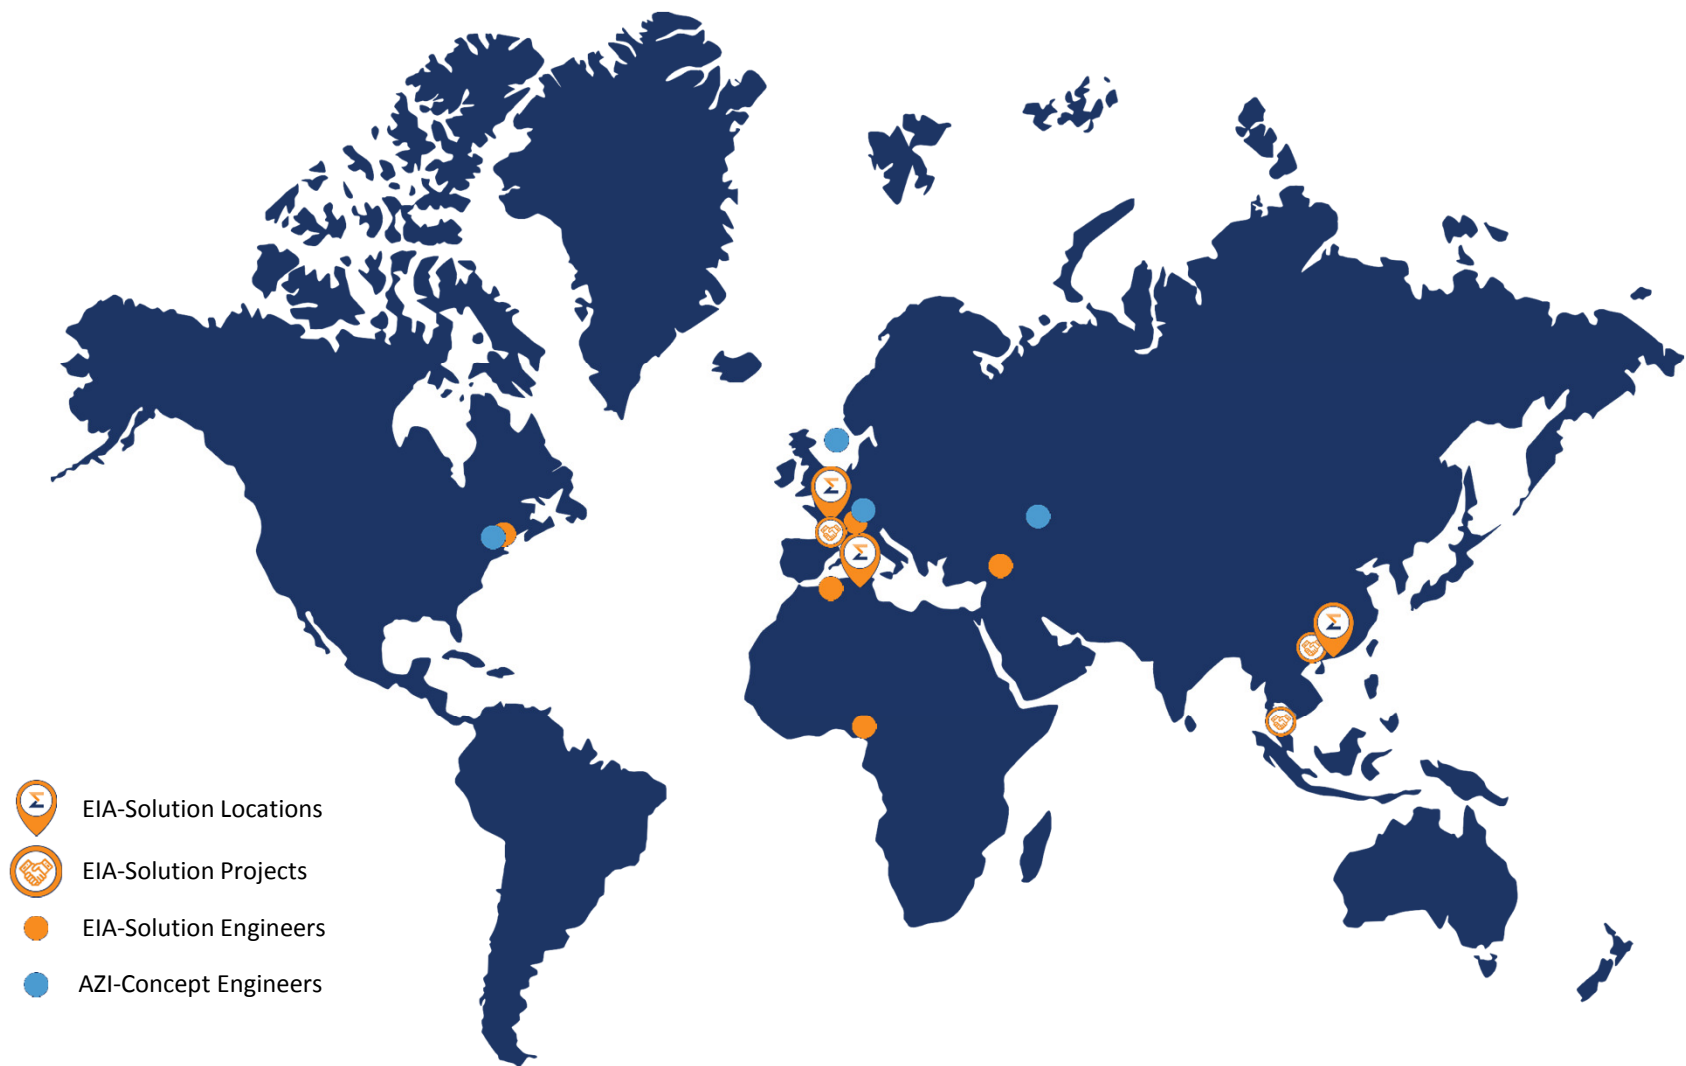 EIA-Solution Locations
EIA-Solution Projects
EIA-Solution Engineers
AZI-Concept Engineers